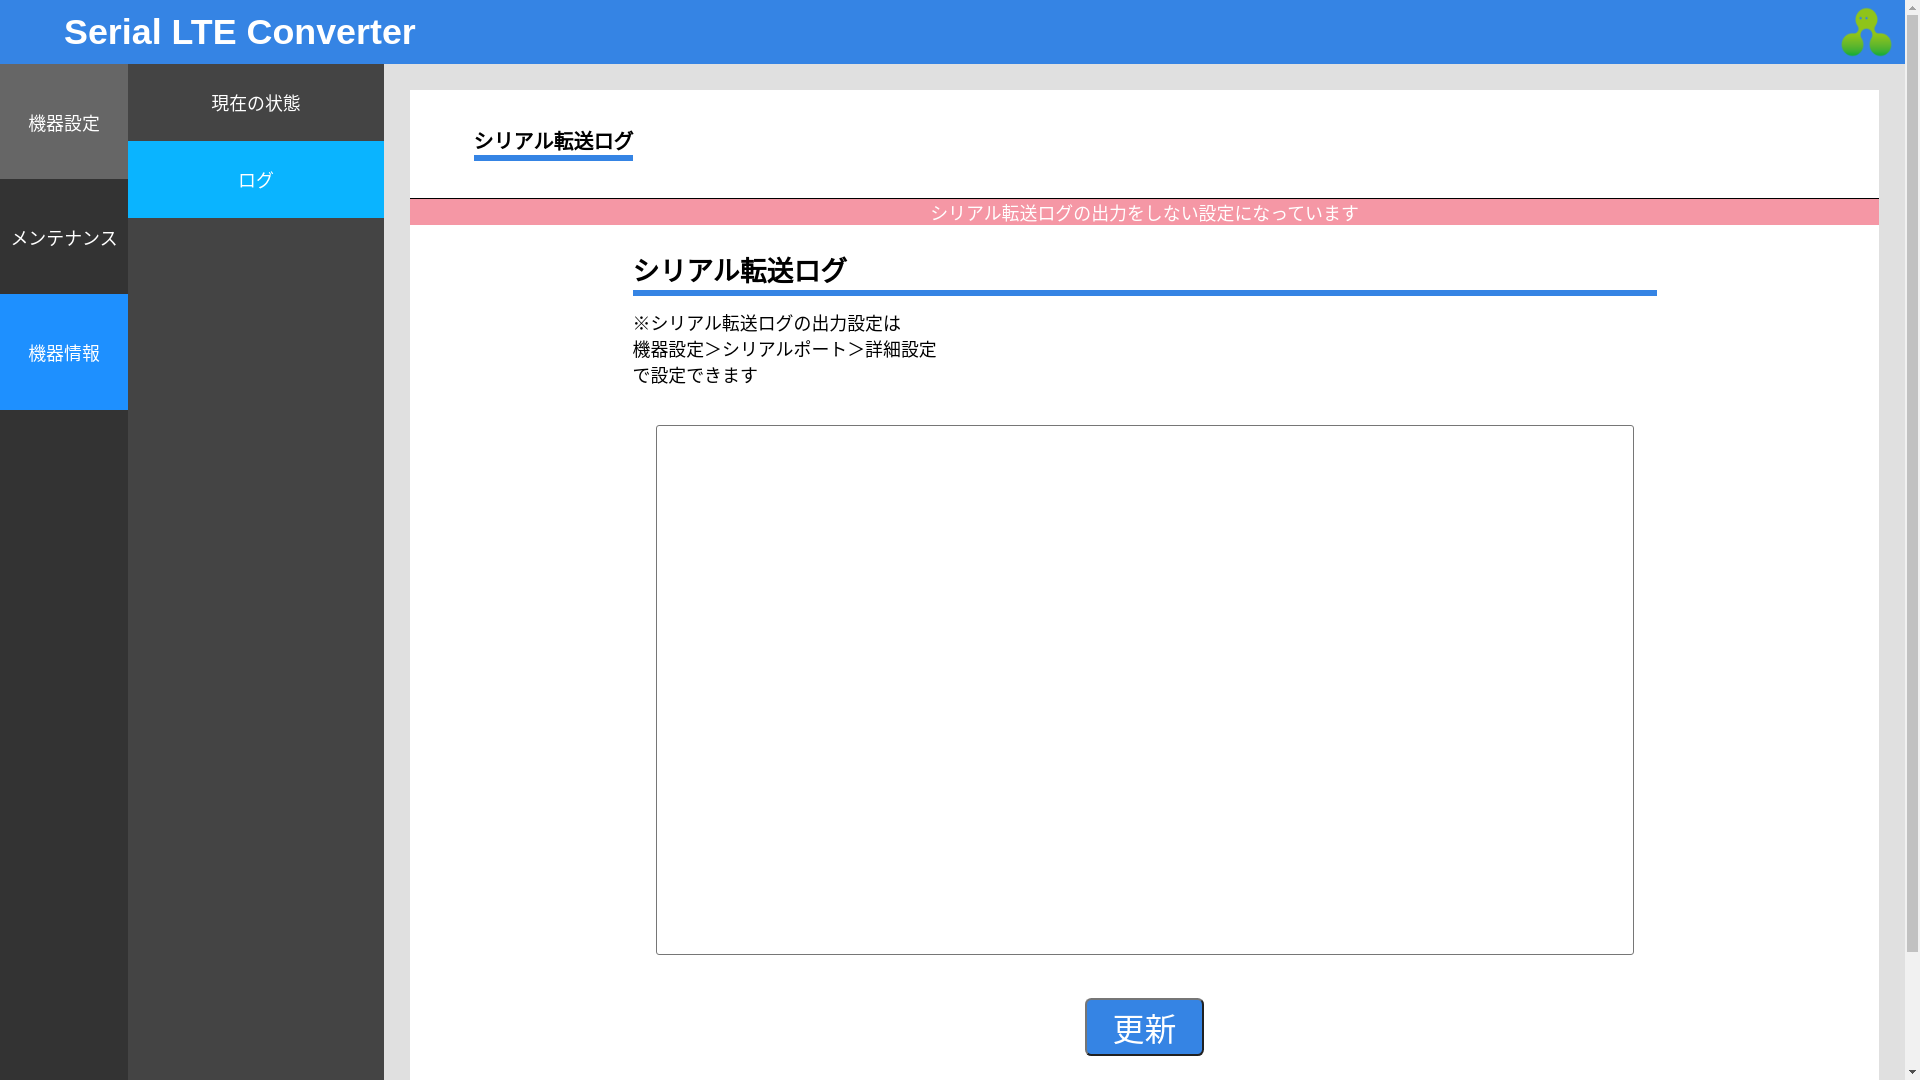 Serial LTE Converter
機器設定
メンテナンス
機器情報
現在の状態
ログ
シリアル転送ログ
シリアル転送ログの出力をしない設定になっています
シリアル転送ログ
※シリアル転送ログの出力設定は
機器設定＞シリアルポート＞詳細設定
で設定できます
更新